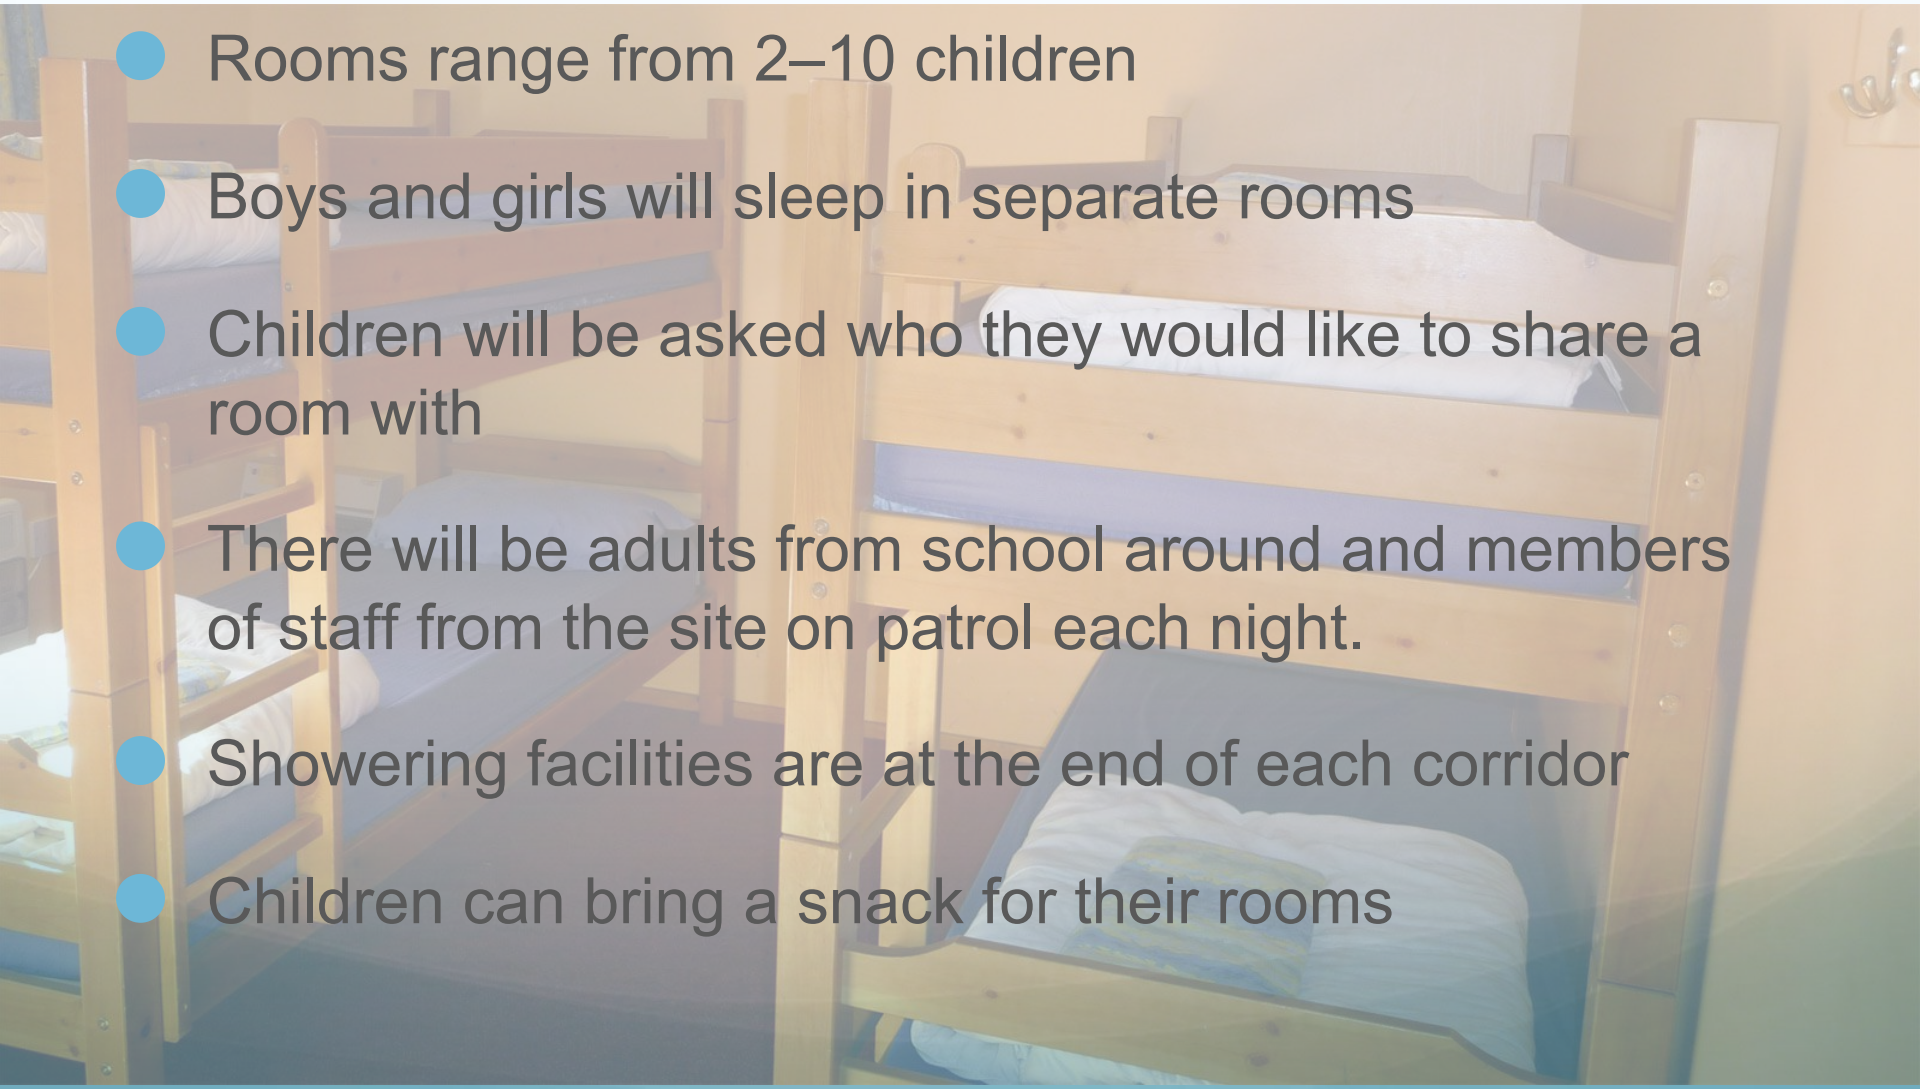 Rooms range from 2–10 children
Boys and girls will sleep in separate rooms
Children will be asked who they would like to share a
room with
There will be adults from school around and members
of staff from the site on patrol each night.
Showering facilities are at the end of each corridor
Children can bring a snack for their rooms